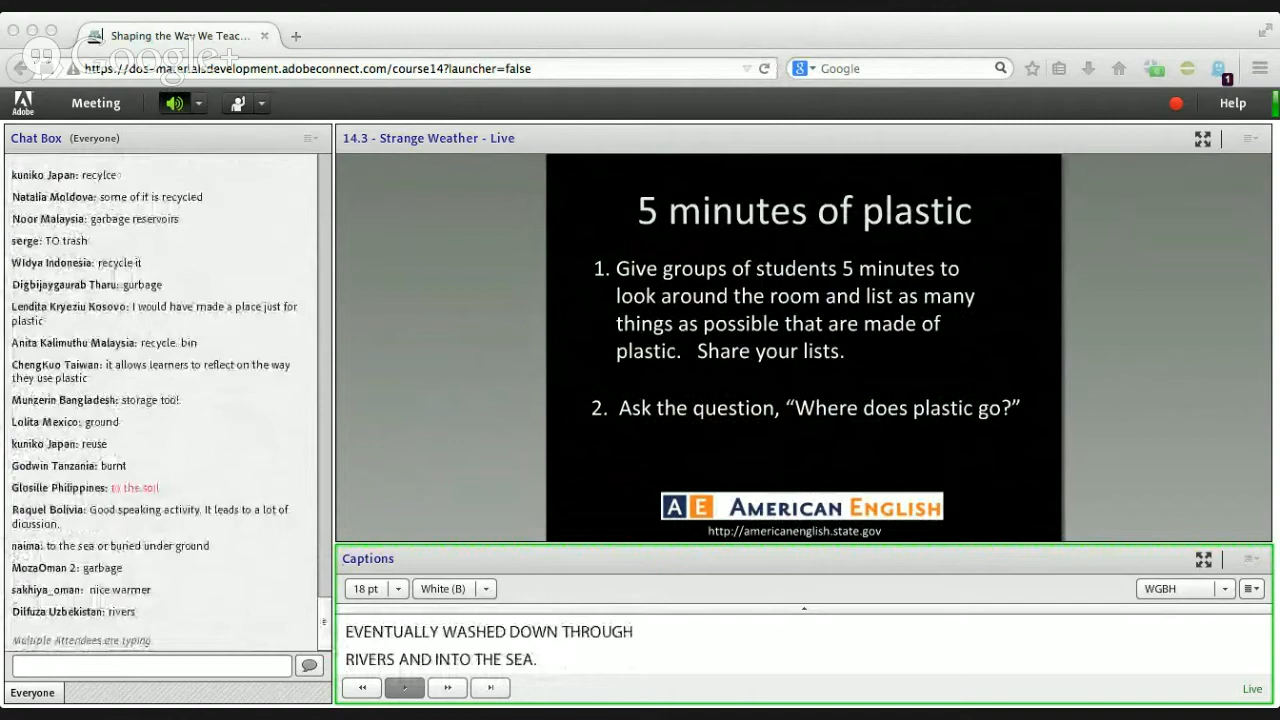 Shaping the Way We Teac...
Google+
https://dos-materialsdevelopment.adobeconnect.com/course14?launcher=false
Google
1
Adobe
Meeting
Help
Chat Box (Everyone)
kuniko Japan: recylce
Natalia Moldova: some of it is recycled
Noor Malaysia: garbage reservoirs
serge: TO trash
Widya Indonesia: recycle it
Digbijaygaurab Tharu: gurbage
Lendita Kryeziu Kosovo: I would have made a place just for
plastic
Anita Kalimuthu Malaysia: recycle. bin
ChengKuo Taiwan: it allows learners to reflect on the way
they use plastic
Munzerin Bangladesh: storage too!
Lolita Mexico: ground
kuniko Japan: reuse
Godwin Tanzania: burnt
Glosille Philippines: to the soil
Raquel Bolivia: Good speaking activity. It leads to a lot of
dicussion.
naima: to the sea or buried under ground
MozaOman 2: garbage
sakhiya_oman: nice warmer
Dilfuza Uzbekistan: rivers
Multiple Attendees are typing
Everyone
14.3 - Strange Weather - Live
5 minutes of plastic
1. Give groups of students 5 minutes to
look around the room and list as many
things as possible that are made of
plastic. Share your lists.
2. Ask the question, “Where does plastic go?”
AE AMERICAN ENGLISH
http://americanenglish.state.gov
Captions
18 pt
White (B)
WGBH
EVENTUALLY WASHED DOWN THROUGH
RIVERS AND INTO THE SEA.
Live